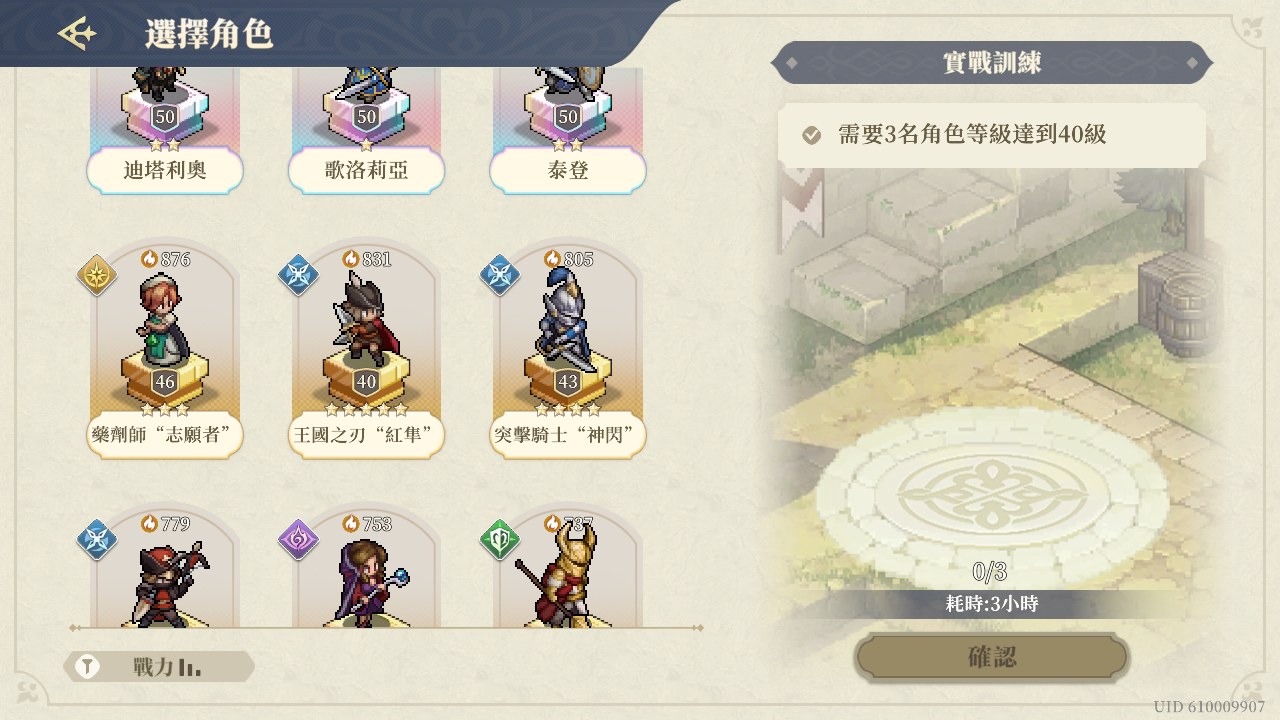 選擇角色
實戰訓練
需要3名角色等級達到40級
50
50
50
迪塔利奧
歌洛莉亞
泰登
876
831
805
46
40
43
藥劑師“志願者”
王國之刃“紅隼”
突擊騎士“神閃”
779
753
0/3
耗時:3小時
戰力
確認
UID 610009907